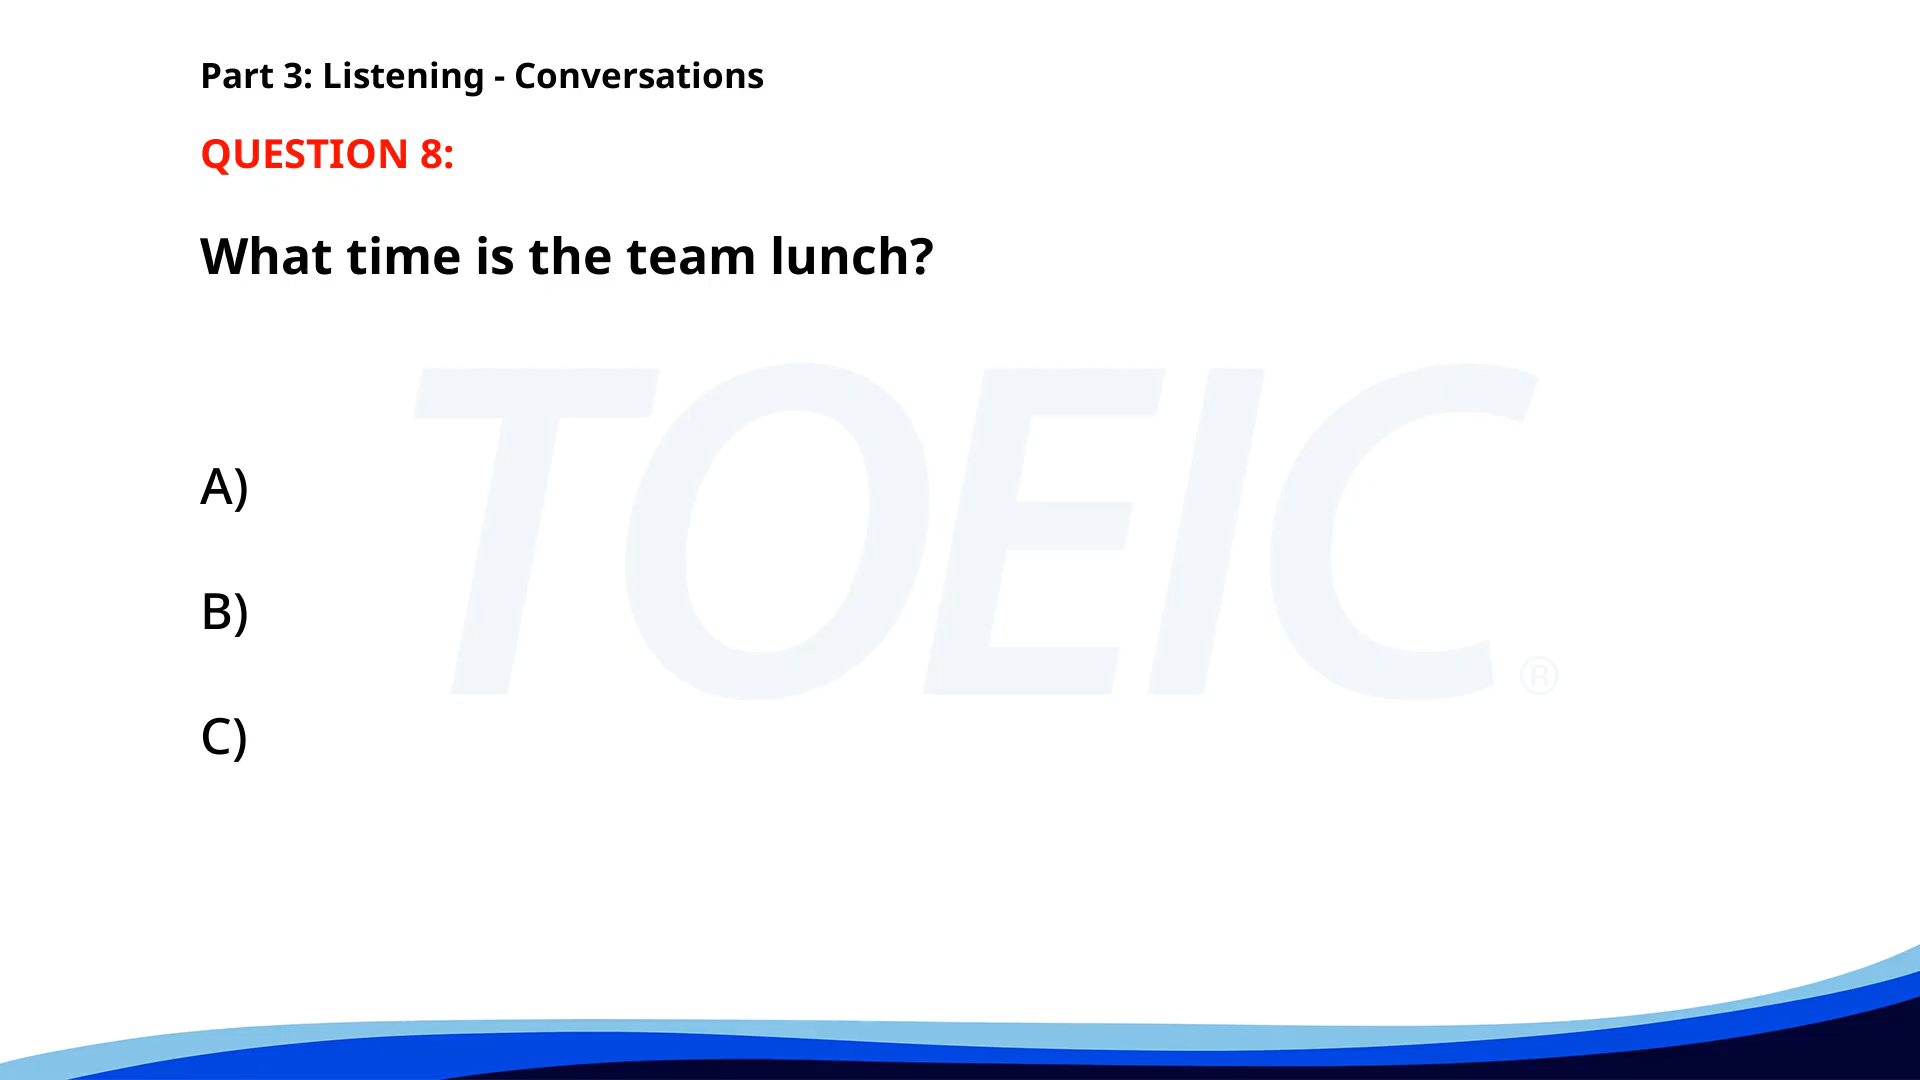 Part 3: Listening - Conversations
QUESTION 8:
What time is the team lunch?
TOEIC®
A)
B)
C)